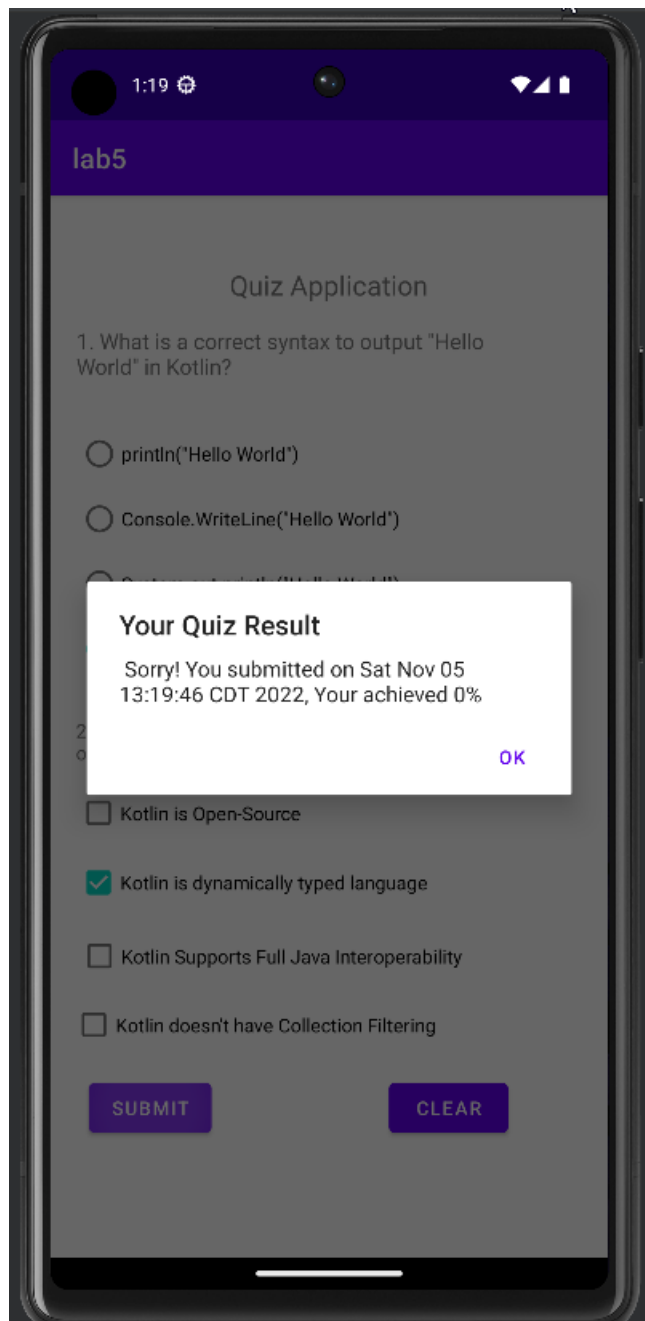 1:19
lab5
Quiz Application
1. What is a correct syntax to output "Hello
World" in Kotlin?
println("Hello World")
Console.WriteLine("Hello World")
Your Quiz Result
Sorry! You submitted on Sat Nov 05
13:19:46 CDT 2022, Your achieved 0%
2
o
OK
Kotlin is Open-Source
Kotlin is dynamically typed language
Kotlin Supports Full Java Interoperability
Kotlin doesn't have Collection Filtering
SUBMIT
CLEAR